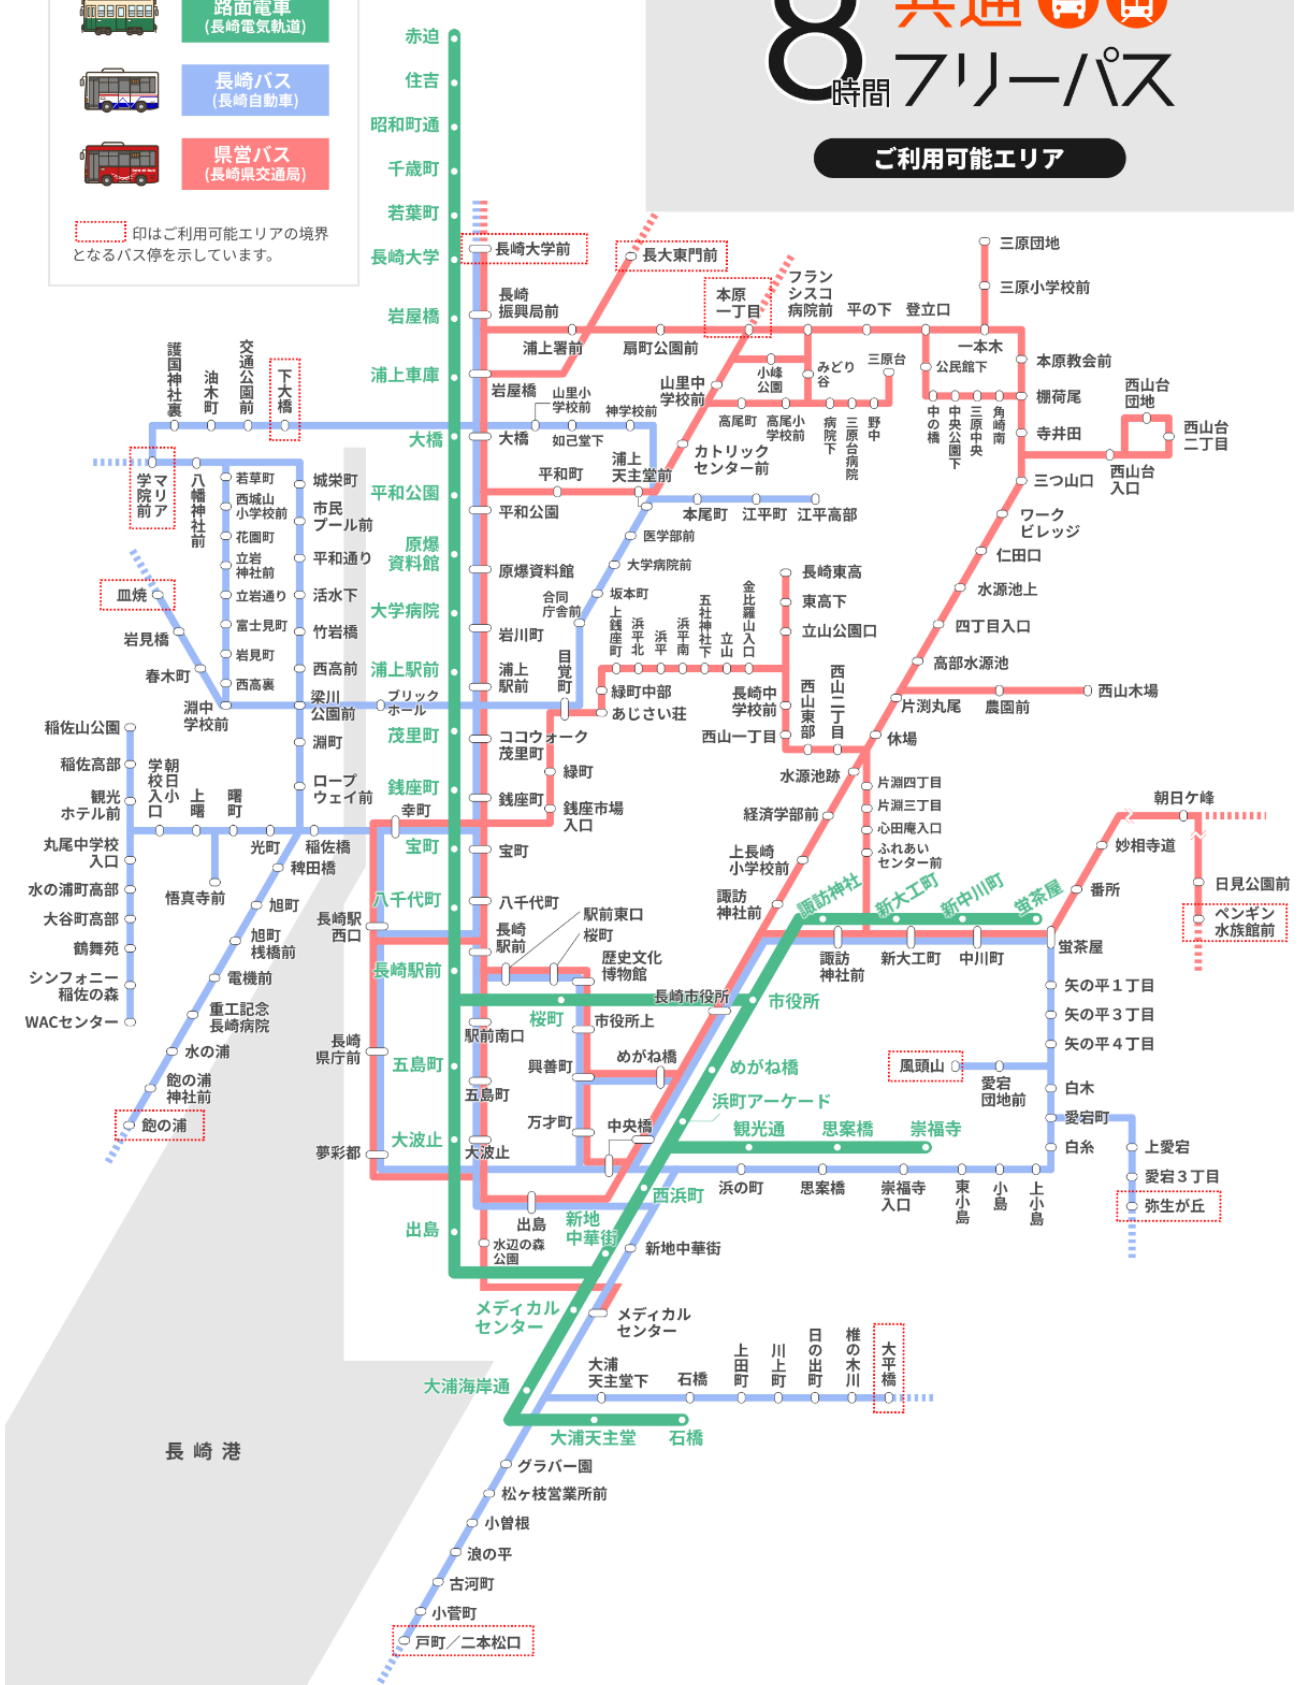 路面電車
(長崎電気軌道)
長崎バス
(長崎自動車)
県営バス
(長崎県交通局)
印はご利用可能エリアの境界
となるバス停を示しています。
8時間
共通
フリーパス
ご利用可能エリア
赤迫
住吉
昭和町通
千歳町
若葉町
長崎大学
岩屋橋
浦上車庫
大橋
平和公園
原爆
資料館
大学病院
浦上駅前
茂里町
銭座町
宝町
八千代町
長崎駅前
五島町
大波止
出島
新地
中華街
メディカル
センター
大浦海岸通
大浦天主堂
石橋
桜町
市役所
めがね橋
浜町アーケード
観光通
思案橋
崇福寺
西浜町
諏訪神社
新大工町
新中川町
蛍茶屋
長崎大学前
長大東門前
長崎
振興局前
浦上署前
扇町公園前
本原
一丁目
フラン
シスコ
病院前
平の下
登立口
三原団地
三原小学校前
一本木
本原教会前
棚荷尾
寺井田
三つ山口
公民館下
中の橋
中央公園下
三原中央
角崎南
西山台
団地
西山台
二丁目
西山台
入口
小峰
公園
みどり
谷
三原台
山里中
学校前
高尾町
高尾小
学校前
病院下
三原台病院
野中
カトリック
センター前
岩屋橋
山里小
学校前
神学校前
大橋
如己堂下
浦上
天主堂前
平和町
平和公園
本尾町
江平町
江平高部
医学部前
大学病院前
坂本町
合同
庁舎前
原爆資料館
岩川町
浦上
駅前
目覚町
上銭座町
浜平北
浜平
浜平南
五社神社下
立山
金比羅山入口
長崎東高
東高下
立山公園口
緑町中部
あじさい荘
長崎中
学校前
西山一丁目
西山東部
西山二丁目
ワーク
ビレッジ
仁田口
水源池上
四丁目入口
高部水源池
片渕丸尾
農園前
西山木場
休場
水源池跡
経済学部前
上長崎
小学校前
諏訪
神社前
片淵四丁目
片淵三丁目
心田庵入口
ふれあい
センター前
護国神社裏
油木町
交通公園前
下大橋
マリア
学院前
八幡神社前
若草町
西城山
小学校前
花園町
立岩
神社前
立岩通り
富士見町
岩見町
西高裏
城栄町
市民
プール前
平和通り
活水下
竹岩橋
西高前
梁川
公園前
ブリック
ホール
淵町
ロープ
ウェイ前
皿焼
岩見橋
春木町
淵中
学校前
稲佐山公園
稲佐高部
観光
ホテル前
丸尾中学校
入口
水の浦町高部
大谷町高部
鶴舞苑
シンフォニー
稲佐の森
WACセンター
朝日小
学校入口
上曙
曙町
光町
稲佐橋
悟真寺前
稗田橋
旭町
旭町
桟橋前
電機前
重工記念
長崎病院
水の浦
飽の浦
神社前
飽の浦
ココウォーク
茂里町
緑町
銭座町
銭座市場
入口
幸町
宝町
八千代町
長崎駅
西口
長崎
駅前
駅前東口
桜町
歴史文化
博物館
長崎市役所
市役所上
駅前南口
興善町
めがね橋
五島町
万才町
中央橋
長崎
県庁前
夢彩都
大波止
出島
水辺の森
公園
新地中華街
メディカル
センター
諏訪
神社前
新大工町
中川町
蛍茶屋
番所
妙相寺道
朝日ケ峰
日見公園前
ペンギン
水族館前
矢の平1丁目
矢の平3丁目
矢の平4丁目
風頭山
愛宕
団地前
白木
愛宕町
白糸
上愛宕
愛宕3丁目
弥生が丘
浜の町
思案橋
崇福寺
入口
東小島
小島
上小島
大浦
天主堂下
石橋
上田町
川上町
日の出町
椎の木川
大平橋
グラバー園
松ヶ枝営業所前
小曽根
浪の平
古河町
小菅町
戸町／二本松口
長崎港